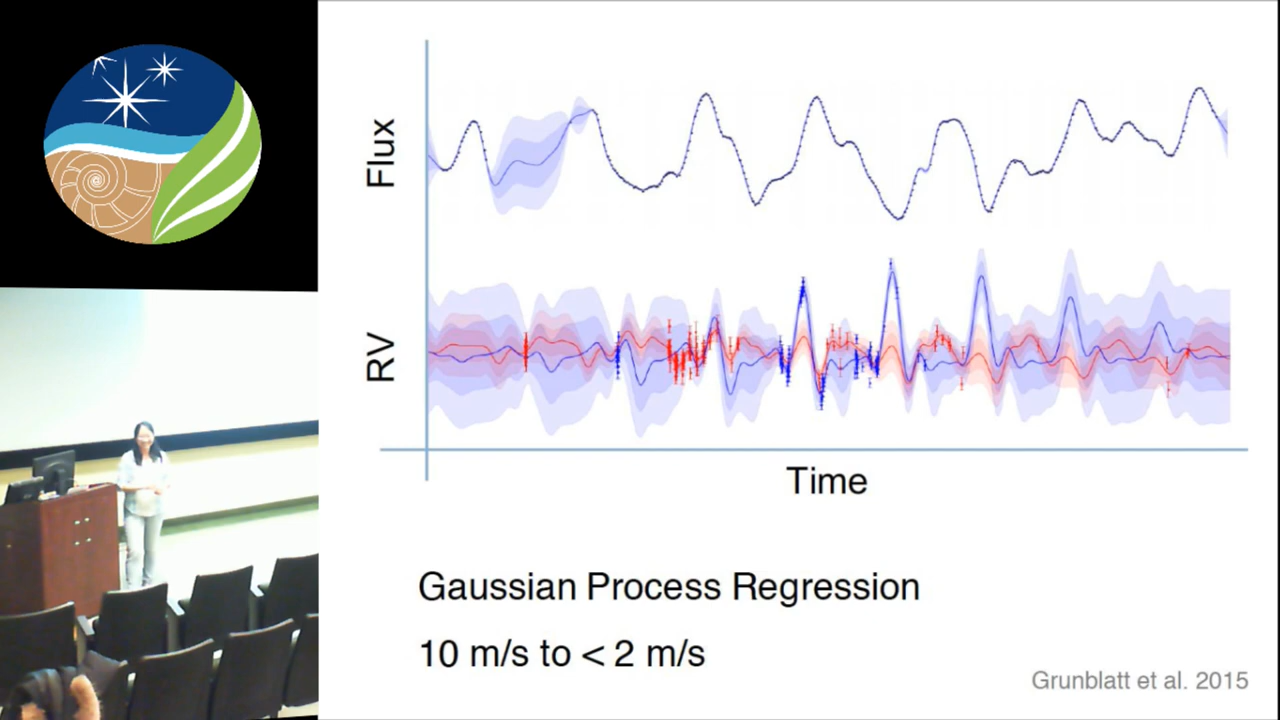 Flux
RV
Time
Gaussian Process Regression
10 m/s to < 2 m/s
Grunblatt et al. 2015